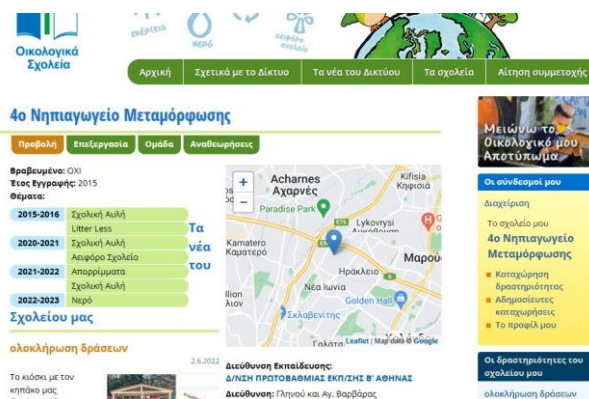 Οικολογικά
Σχολεία
ενέργεια
νερό
αειφόρο
σχολείο
Αρχική
Σχετικά με το Δίκτυο
Τα νέα του Δικτύου
Τα σχολεία
Αίτηση συμμετοχής
4ο Νηπιαγωγείο Μεταμόρφωσης
Προβολή
Επεξεργασία
Ομάδα
Αναθεωρήσεις
Βραβευμένο: ΟΧΙ
Έτος Εγγραφής: 2015
Θέματα:
2015-2016 Σχολική Αυλή
Litter Less
2020-2021 Σχολική Αυλή
Αειφόρο Σχολείο
2021-2022 Απορρίμματα
Σχολική Αυλή
2022-2023 Νερό
Τα
νέα
του
Σχολείου μας
ολοκλήρωση δράσεων
2.6.2022
Το κιόσκι με τον
κηπάκο μας
+
−
Acharnes
Αχαρνές
Kifisia
Κηφισιά
Paradise Park
E75
Lykovrysi
Λυκόβρυση
Kamatero
Καματερό
Μαρού
Ηράκλειο
Νέα Ιωνία
llion
Λιον
Golden Hall
Σκλαβενίτης
Γαλάτσ
Leaflet | Map data © Google
Διεύθυνση Εκπαίδευσης:
Δ/ΝΣΗ ΠΡΩΤΟΒΑΘΜΙΑΣ ΕΚΠ/ΣΗΣ Β' ΑΘΗΝΑΣ
Διεύθυνση: Γληνού και Αγ. Βαρβάρας
Μειώνω το
Οικολογικό μου
Αποτύπωμα
Οι σύνδεσμοί μου
Διαχείριση
Το σχολείο μου
4ο Νηπιαγωγείο
Μεταμόρφωσης
Καταχώρηση
δραστηριότητας
Αδημοσίευτες
καταχωρήσεις
Το προφίλ μου
Οι δραστηριότητες του
σχολείου μου
ολοκλήρωση δράσεων